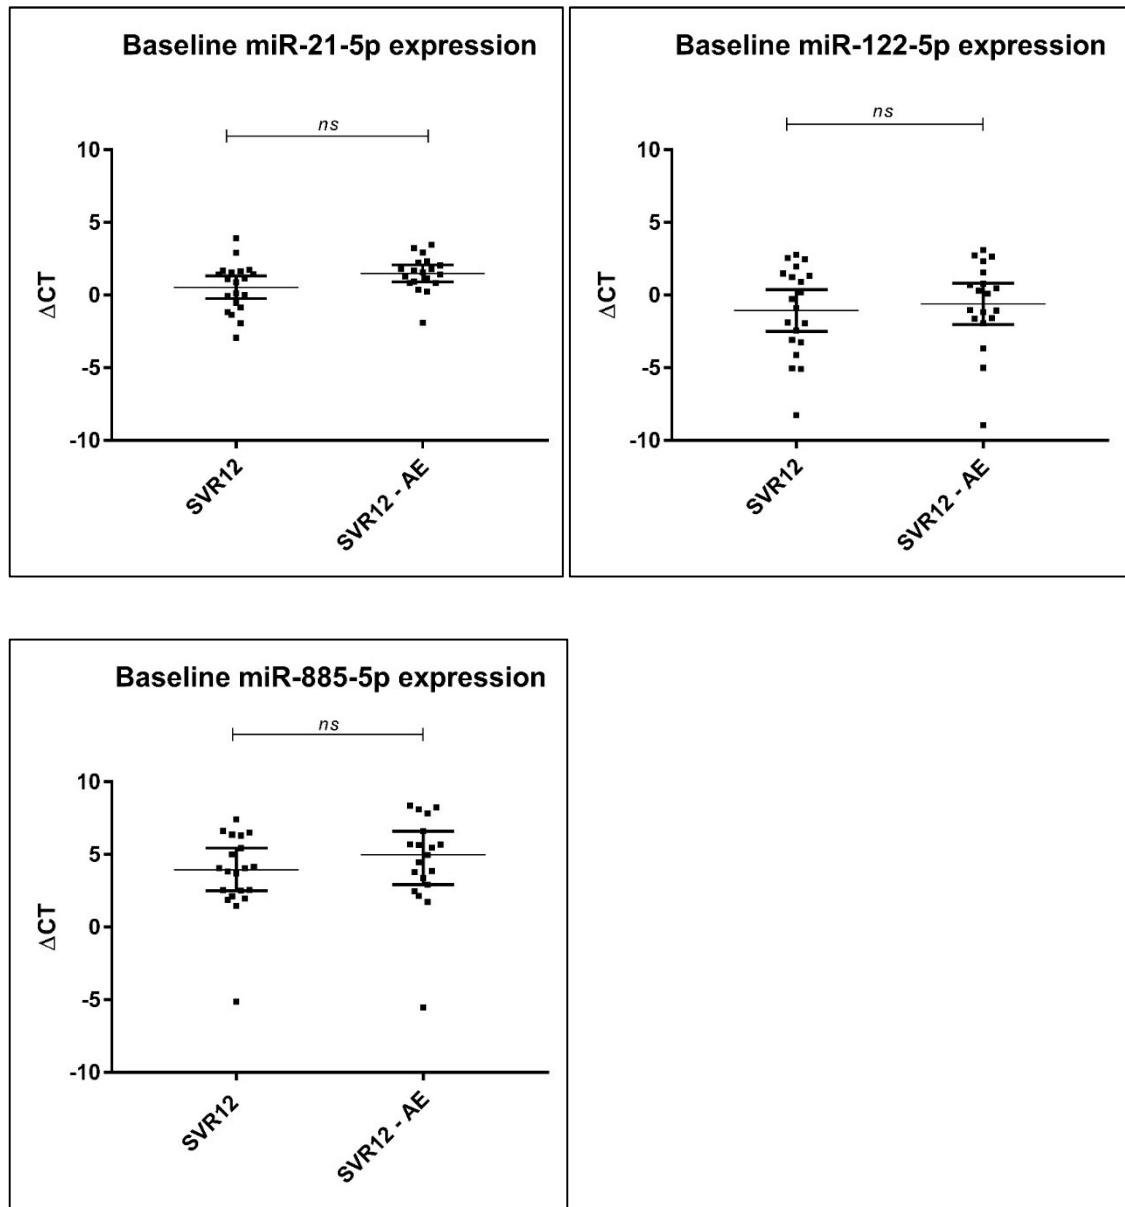 Baseline miR-21-5p expression
ns
10
5
0
-5
-10
ΔCT
SVR12
SVR12 - AE
Baseline miR-122-5p expression
ns
10
5
0
-5
-10
ΔCT
SVR12
SVR12 - AE
Baseline miR-885-5p expression
ns
10
5
0
-5
-10
ΔCT
SVR12
SVR12 - AE